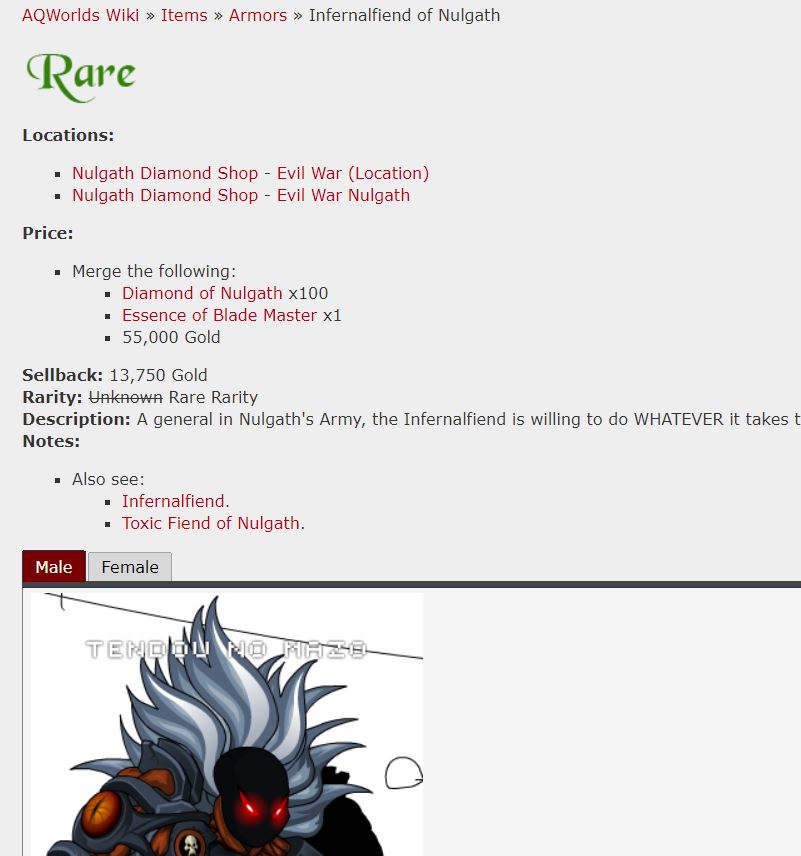 AQWorlds Wiki » Items » Armors » Infernalfiend of Nulgath
Rare
Locations:
Nulgath Diamond Shop - Evil War (Location)
Nulgath Diamond Shop - Evil War Nulgath
Price:
Merge the following:
Diamond of Nulgath x100
Essence of Blade Master x1
55,000 Gold
Sellback: 13,750 Gold
Rarity: Unknown Rare Rarity
Description: A general in Nulgath's Army, the Infernalfiend is willing to do WHATEVER it takes t
Notes:
Also see:
Infernalfiend.
Toxic Fiend of Nulgath.
Male Female
TENDOU NO MAZO